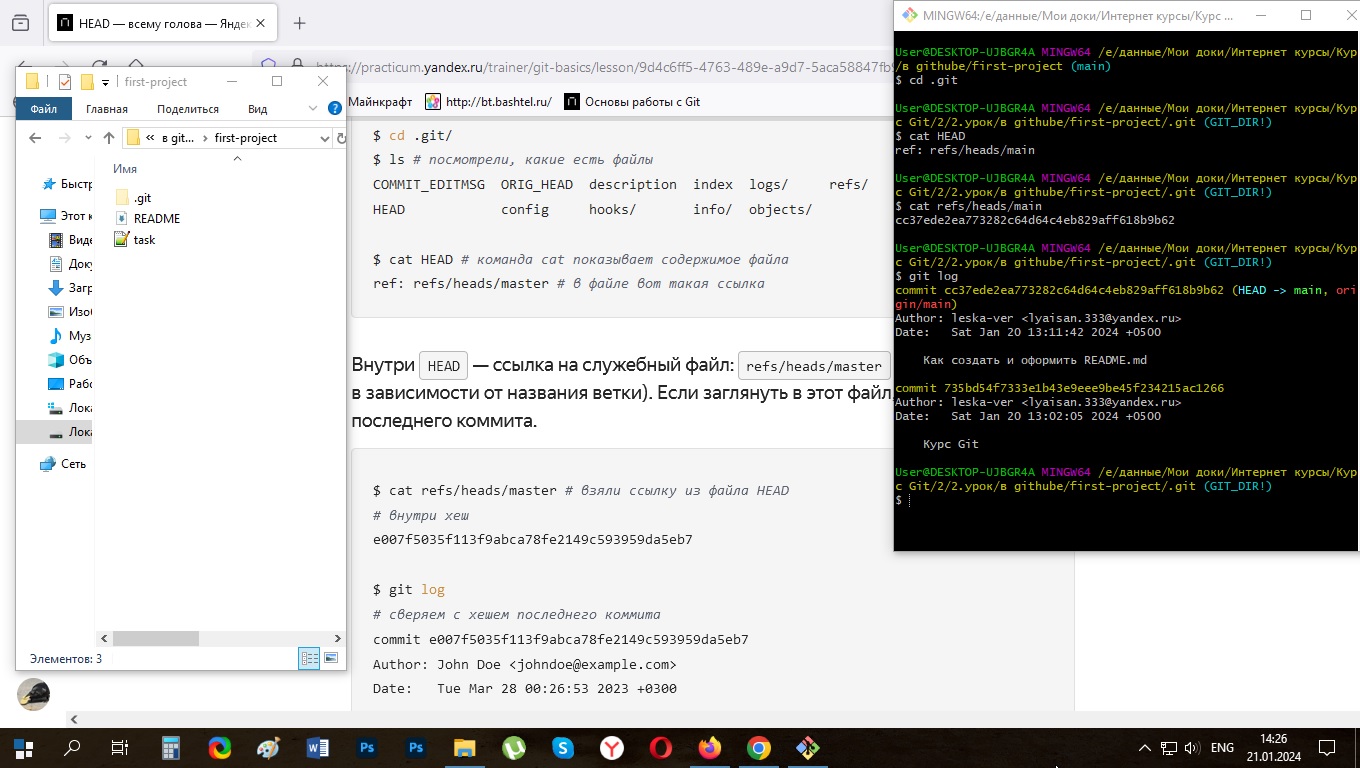 HEAD — всему голова — Яндек
https://practicum.yandex.ru/trainer/git-basics/lesson/9d4c6ff5-4763-489e-a9d7-5aca58847fb9
Майнкрафт
http://bt.bashtel.ru/
Основы работы с Git
first-project
Файл
Главная
Поделиться
Вид
« в git... › first-project
Имя
.git
README
task
Быстр
Этот к
Виде
Доку
Загр
Изоб
Муз
Объ
Рабо
Лока
Лока
Сеть
Элементов: 3
$ cd .git/
$ ls # посмотрели, какие есть файлы
COMMIT_EDITMSG ORIG_HEAD description index logs/ refs/
HEAD config hooks/ info/ objects/
$ cat HEAD # команда cat показывает содержимое файла
ref: refs/heads/master # в файле вот такая ссылка
Внутри HEAD — ссылка на служебный файл: refs/heads/master
в зависимости от названия ветки). Если заглянуть в этот файл,
последнего коммита.
$ cat refs/heads/master # взяли ссылку из файла HEAD
# внутри хеш
e007f5035f113f9abca78fe2149c593959da5eb7
$ git log
# сверяем с хешем последнего коммита
commit e007f5035f113f9abca78fe2149c593959da5eb7
Author: John Doe <johndoe@example.com>
Date: Tue Mar 28 00:26:53 2023 +0300
MINGW64:/e/данные/Мои доки/Интернет курсы/Курс ...
User@DESKTOP-UJBGR4A MINGW64 /e/данные/Мои доки/Интернет курсы/Кур
/в githube/first-project (main)
$ cd .git
User@DESKTOP-UJBGR4A MINGW64 /e/данные/Мои доки/Интернет курсы/Кур
с Git/2/2.урок/в githube/first-project/.git (GIT_DIR!)
$ cat HEAD
ref: refs/heads/main
User@DESKTOP-UJBGR4A MINGW64 /e/данные/Мои доки/Интернет курсы/Кур
с Git/2/2.урок/в githube/first-project/.git (GIT_DIR!)
$ cat refs/heads/main
cc37ede2ea773282c64d64c4eb829aff618b9b62
User@DESKTOP-UJBGR4A MINGW64 /e/данные/Мои доки/Интернет курсы/Кур
с Git/2/2.урок/в githube/first-project/.git (GIT_DIR!)
$ git log
commit cc37ede2ea773282c64d64c4eb829aff618b9b62 (HEAD -> main, ori
gin/main)
Author: leska-ver <lyaisan.333@yandex.ru>
Date: Sat Jan 20 13:11:42 2024 +0500
Как создать и оформить README.md
commit 735bd54f7333e1b43e9eee9be45f234215ac1266
Author: leska-ver <lyaisan.333@yandex.ru>
Date: Sat Jan 20 13:02:05 2024 +0500
Курс Git
User@DESKTOP-UJBGR4A MINGW64 /e/данные/Мои доки/Интернет курсы/Кур
с Git/2/2.урок/в githube/first-project/.git (GIT_DIR!)
$
ENG
14:26
21.01.2024